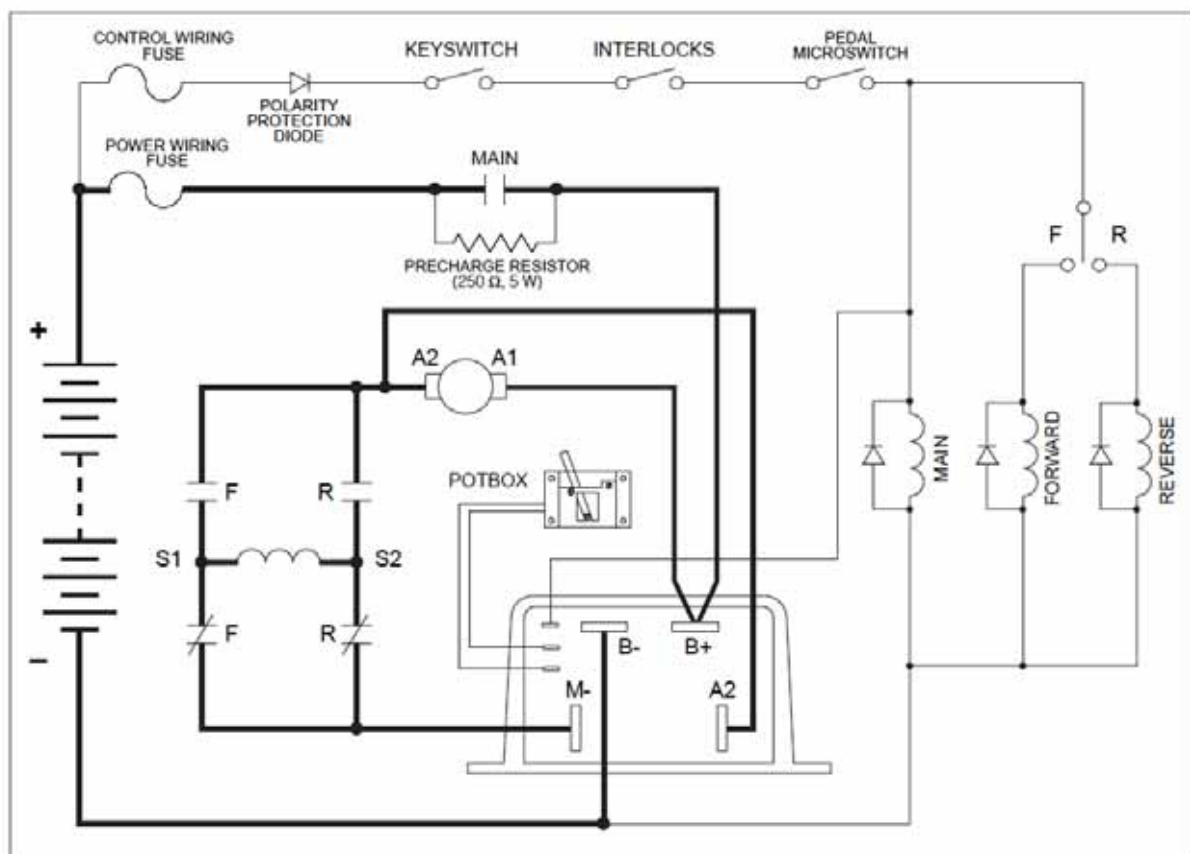 CONTROL WIRING
FUSE
KEYSWITCH
INTERLOCKS
PEDAL
MICROSWITCH
POLARITY
PROTECTION
DIODE
POWER WIRING
FUSE
MAIN
PRECHARGE RESISTOR
(250 Ω, 5 W)
F
R
+
A2
A1
POTBOX
F
R
S1
S2
F
R
–
B-
B+
M-
A2
MAIN
FORWARD
REVERSE